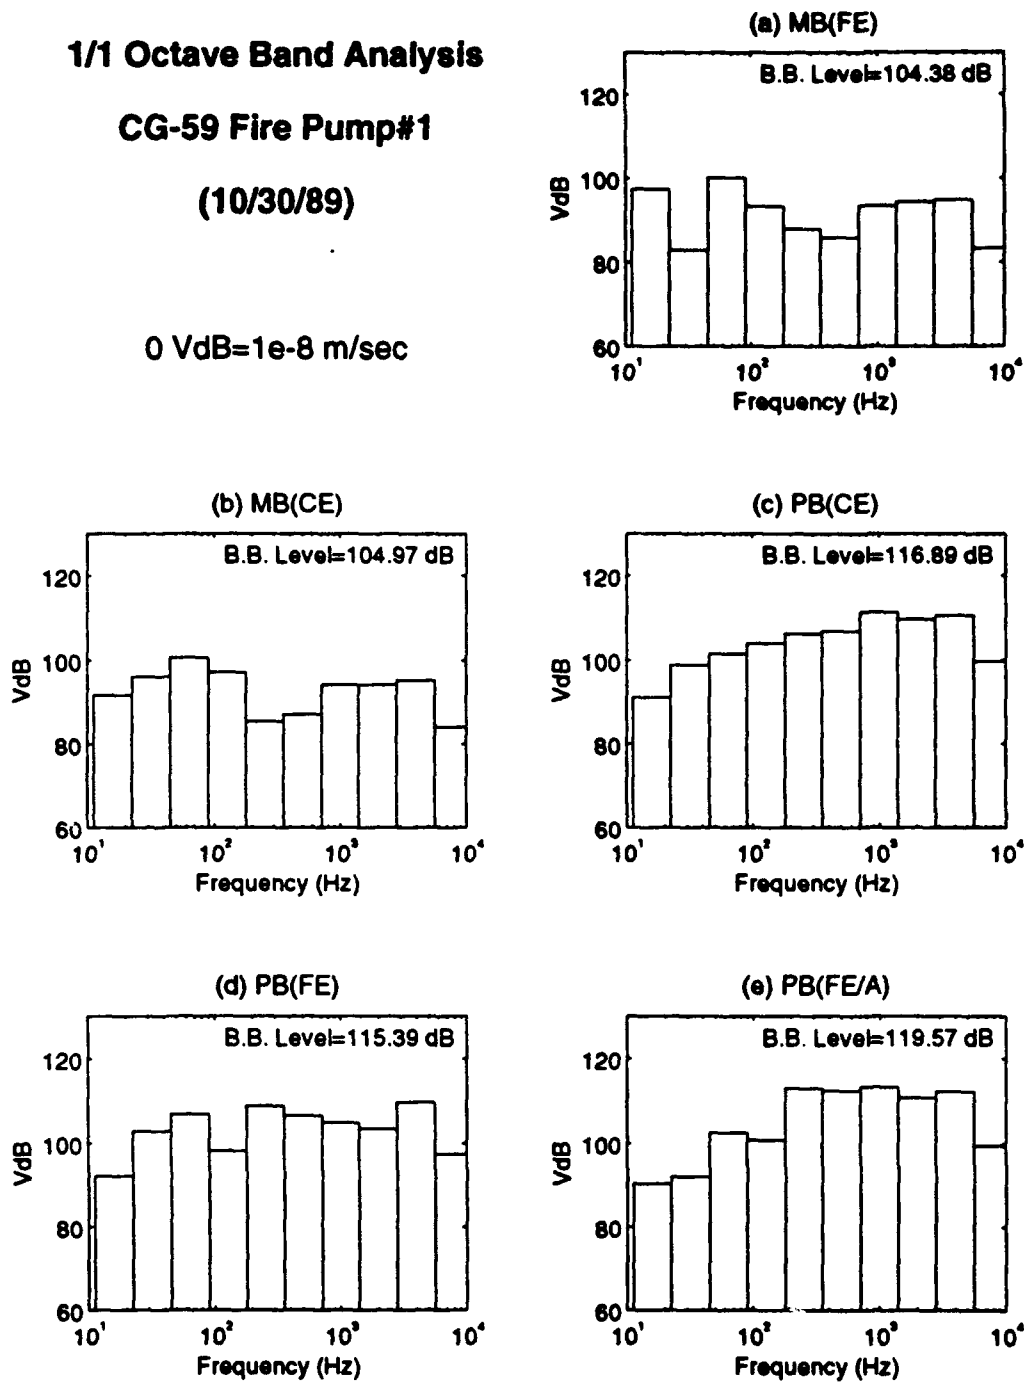 1/1 Octave Band Analysis
CG-59 Fire Pump#1
(10/30/89)
0 VdB=1e-8 m/sec
(a) MB(FE)
B.B. Level=104.38 dB
120
100
80
60
VdB
10¹ 10² 10³ 10⁴
Frequency (Hz)
(b) MB(CE)
B.B. Level=104.97 dB
120
100
80
60
VdB
10¹ 10² 10³ 10⁴
Frequency (Hz)
(c) PB(CE)
B.B. Level=116.89 dB
120
100
80
60
VdB
10¹ 10² 10³ 10⁴
Frequency (Hz)
(d) PB(FE)
B.B. Level=115.39 dB
120
100
80
60
VdB
10¹ 10² 10³ 10⁴
Frequency (Hz)
(e) PB(FE/A)
B.B. Level=119.57 dB
120
100
80
60
VdB
10¹ 10² 10³ 10⁴
Frequency (Hz)